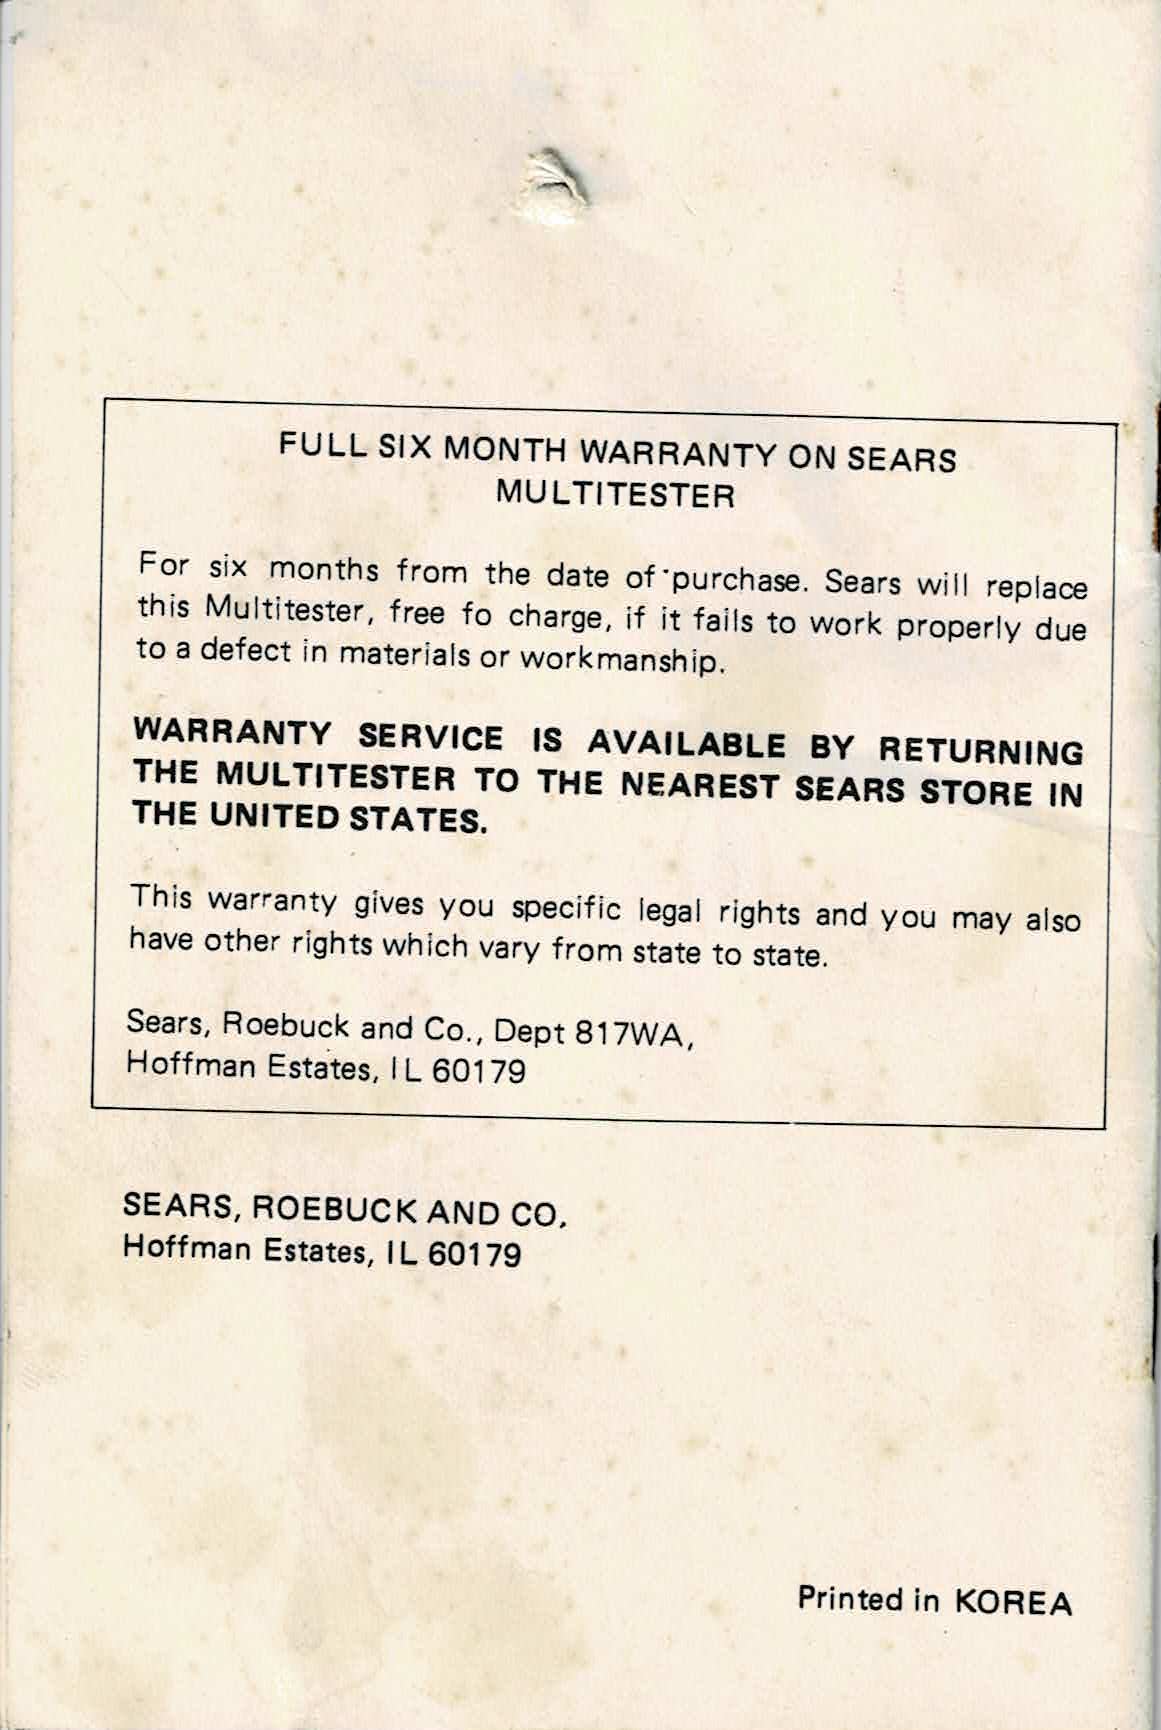 FULL SIX MONTH WARRANTY ON SEARS
MULTITESTER
For six months from the date of purchase. Sears will replace
this Multitester, free fo charge, if it fails to work properly due
to a defect in materials or workmanship.
WARRANTY SERVICE IS AVAILABLE BY RETURNING
THE MULTITESTER TO THE NEAREST SEARS STORE IN
THE UNITED STATES.
This warranty gives you specific legal rights and you may also
have other rights which vary from state to state.
Sears, Roebuck and Co., Dept 817WA,
Hoffman Estates, IL 60179
SEARS, ROEBUCK AND CO.
Hoffman Estates, IL 60179
Printed in KOREA